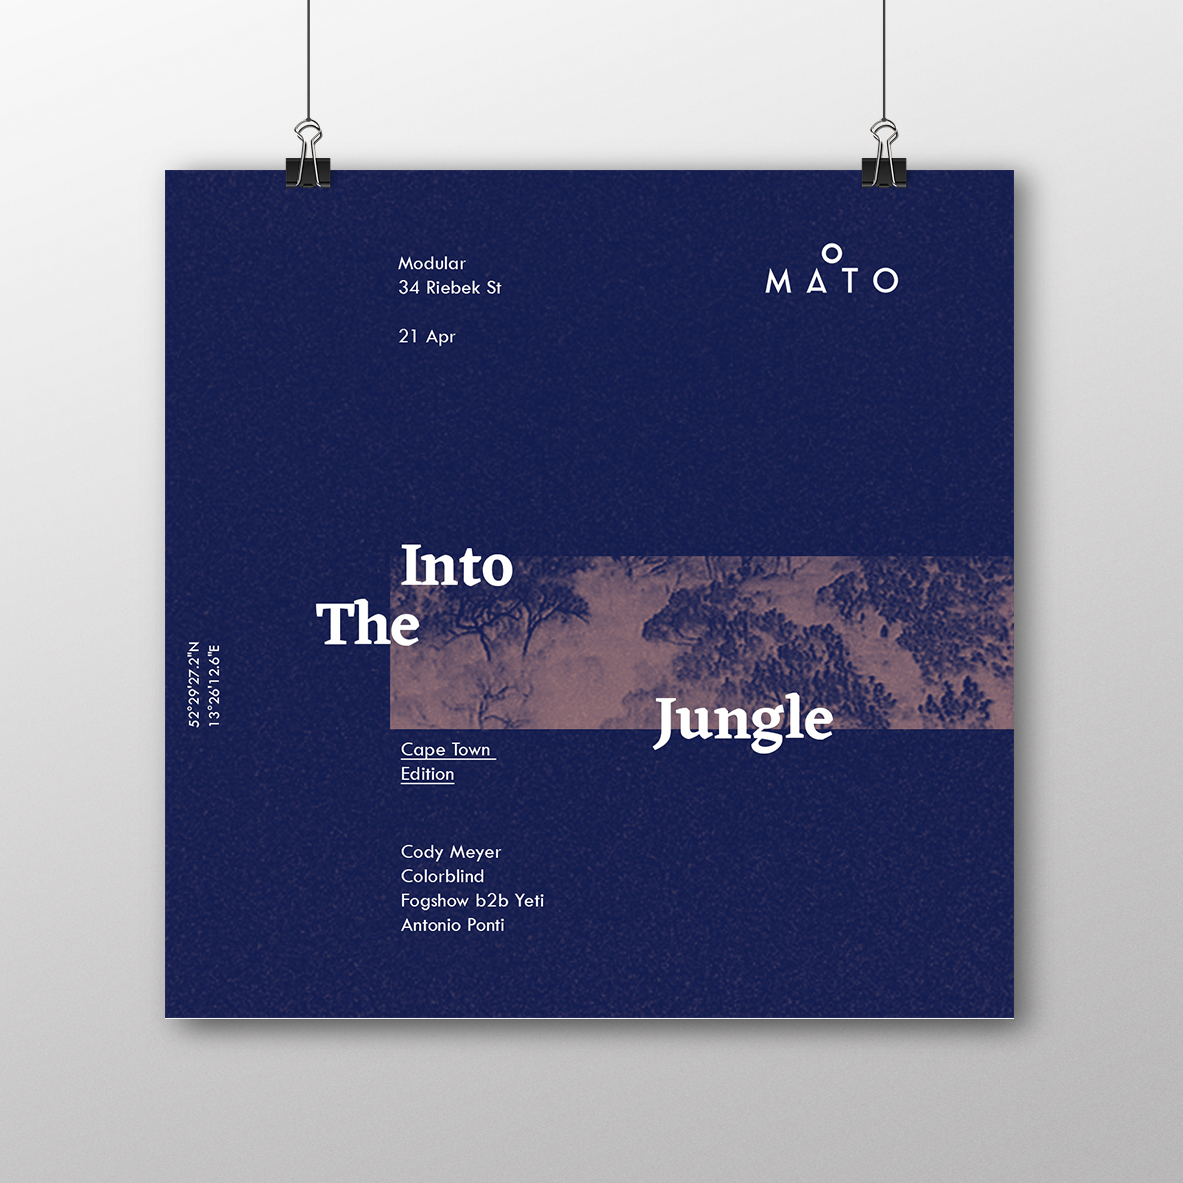 Modular
34 Riebek St
21 Apr
MATO
Into
The
Jungle
52°29'27.2"N
13°26'12.6"E
Cape Town
Edition
Cody Meyer
Colorblind
Fogshow b2b Yeti
Antonio Ponti